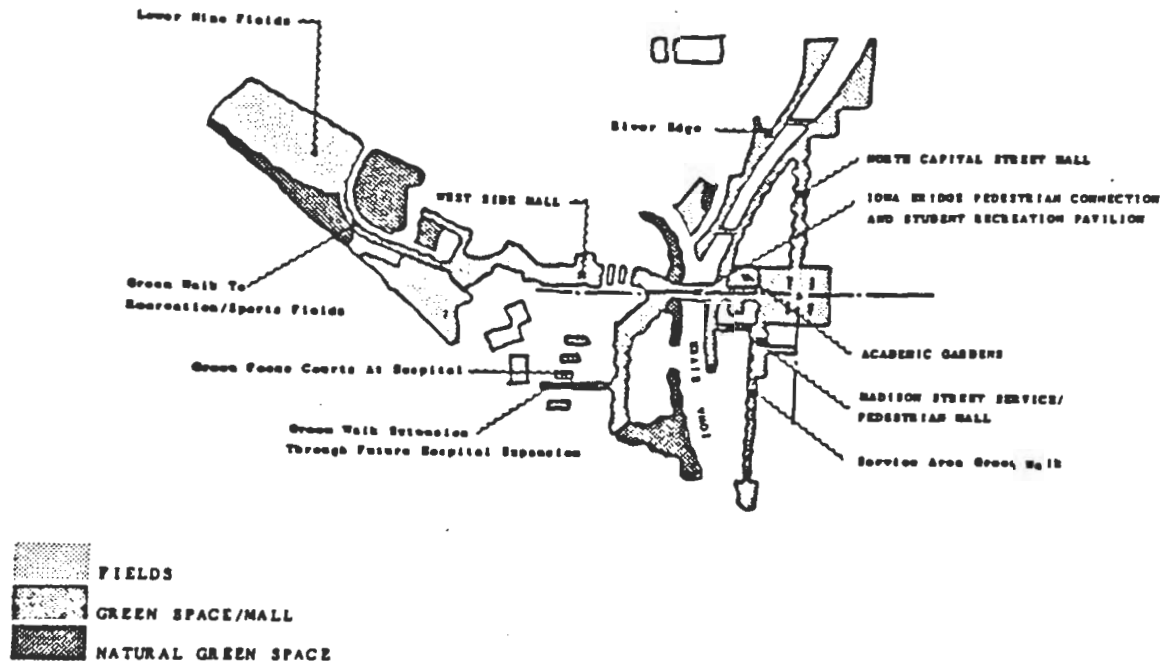 Lower Nine Fields
River Edge
NORTH CAPITAL STREET MALL
WEST SIDE MALL
IOWA BRIDGE PEDESTRIAN CONNECTION
AND STUDENT RECREATION PAVILION
Green Walk To
Recreation/Sports Fields
ACADEMIC GARDENS
Green Focus Courts At Hospital
MADISON STREET SERVICE/
PEDESTRIAN MALL
IOWA RIVER
Green Walk Extension
Through Future Hospital Expansion
Service Area Green Walk
FIELDS
GREEN SPACE/MALL
NATURAL GREEN SPACE